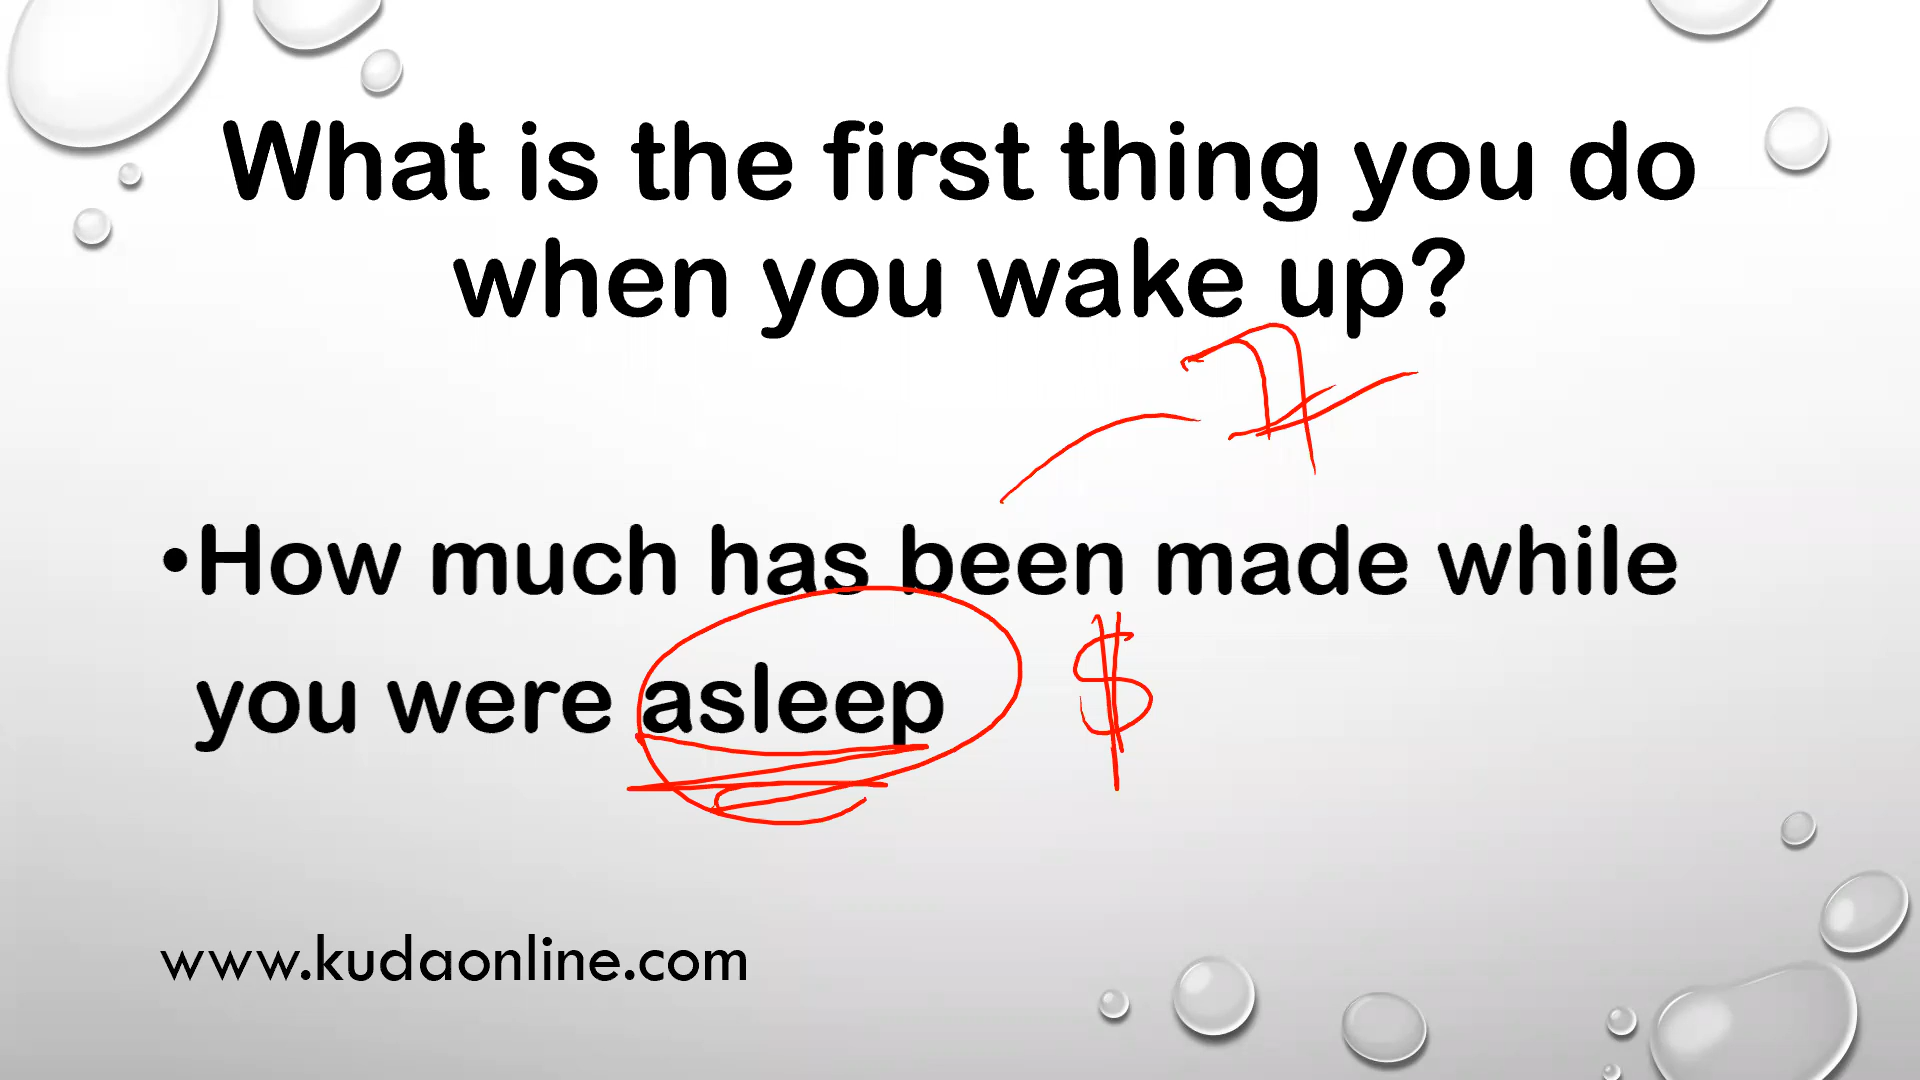 What is the first thing you do
when you wake up?
•How much has been made while
you were asleep $
www.kudaonline.com